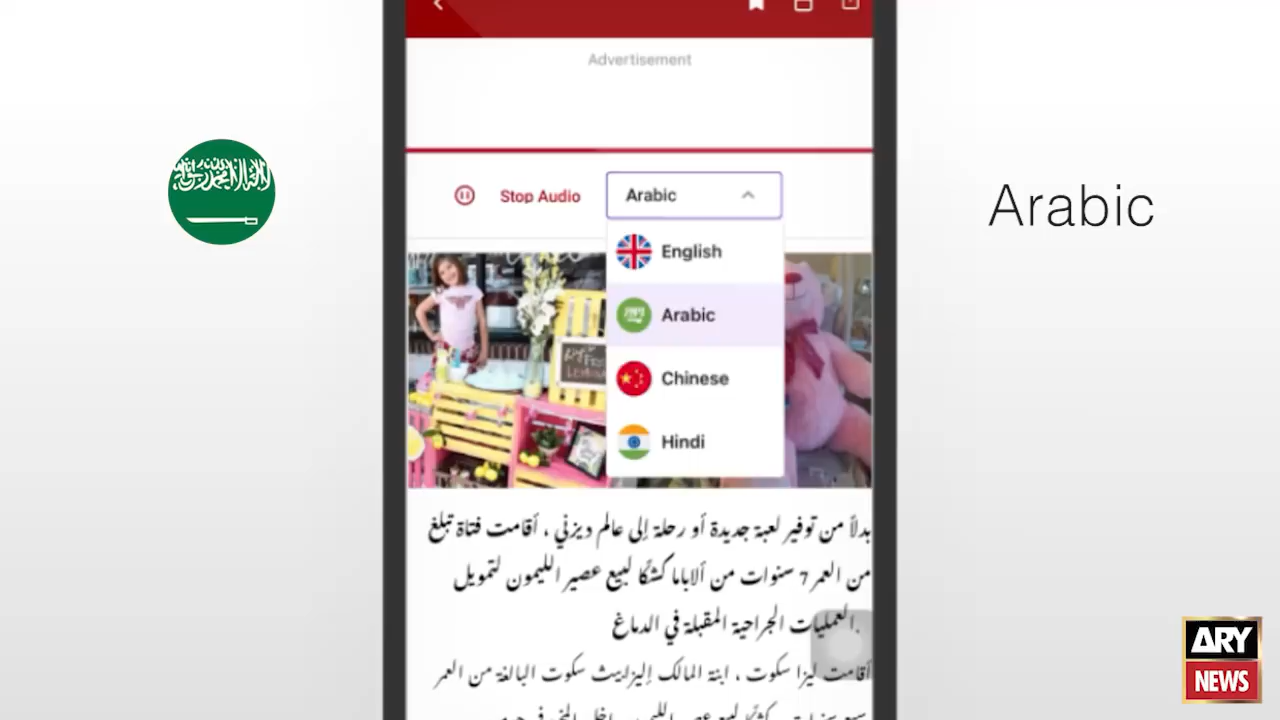 Advertisement
Stop Audio
Arabic
English
Arabic
Chinese
Hindi
Arabic
بدلاً من توفير لعبة جديدة أو رحلة إلى عالم ديزني ، أقامت فتاة تبلغ
من العمر 7 سنوات من ألاباما كشكًا لبيع عصير الليمون لتمويل
العمليات الجراحية المقبلة في الدماغ.
أقامت ليزا سكوت ، ابنة المالك إليزابيث سكوت البالغة من العمر
ARY
NEWS